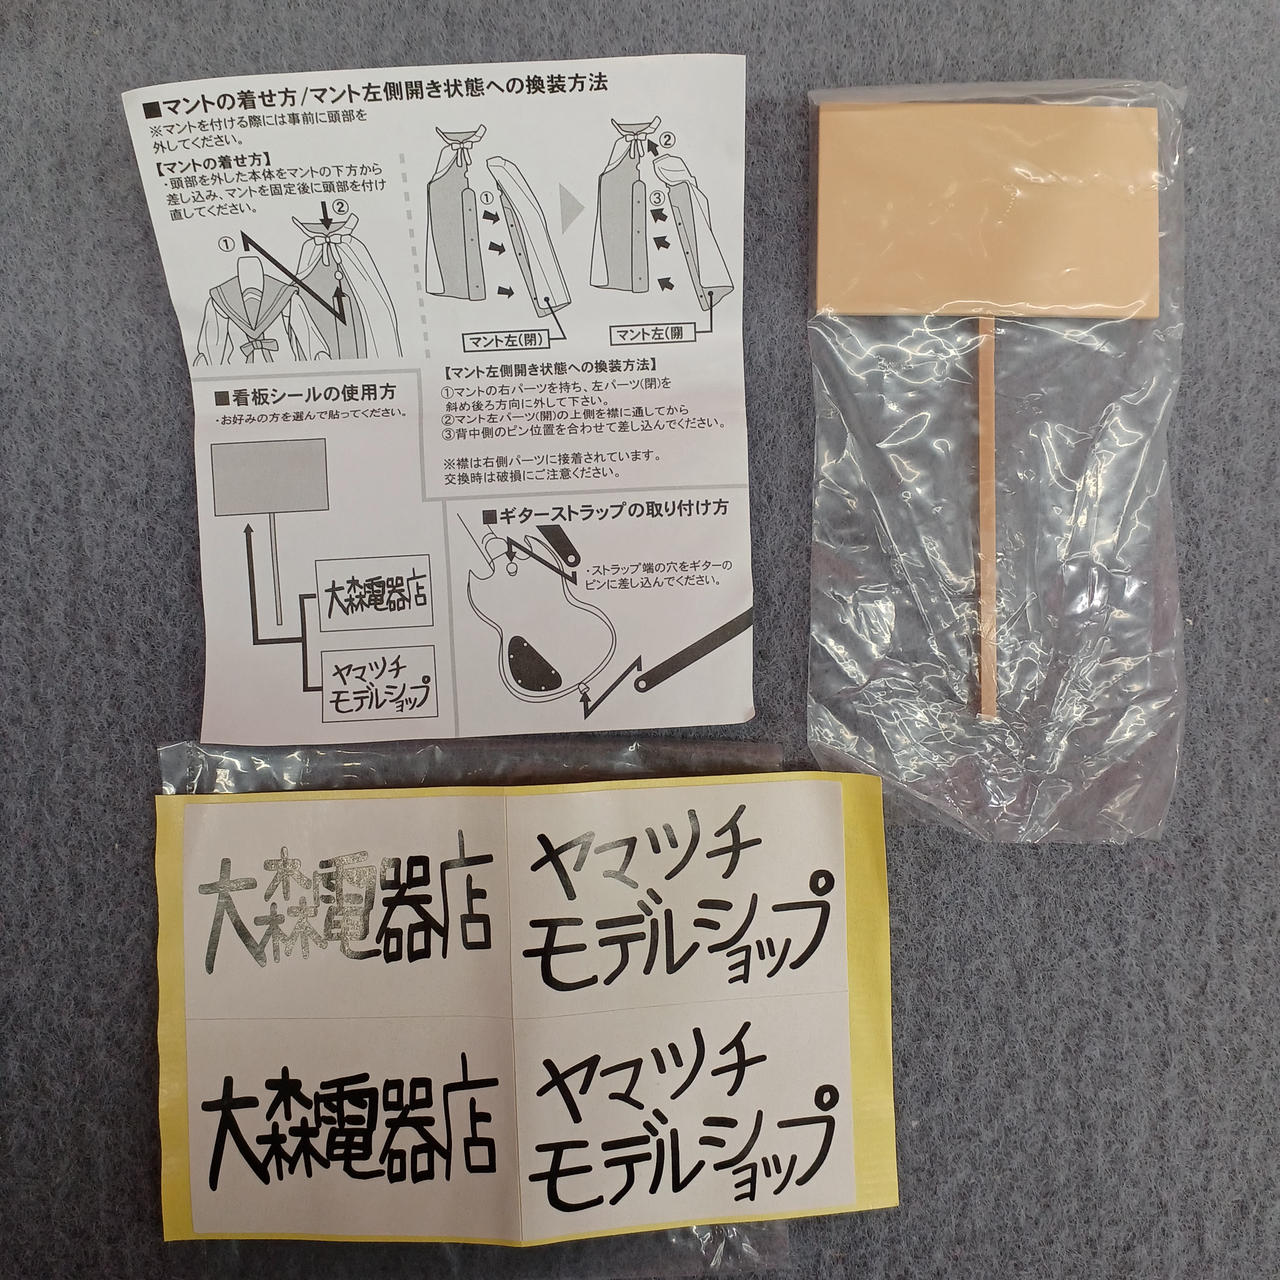 ■マントの着せ方/マント左側開き状態への換装方法
※マントを付ける際には事前に頭部を
外してください。
【マントの着せ方】
・頭部を外した本体をマントの下方から
差し込み、マントを固定後に頭部を付け
直してください。
①
②
①
②
③
マント左(閉)
マント左(開
【マント左側開き状態への換装方法】
①マントの右パーツを持ち、左パーツ(閉)を
斜め後ろ方向に外して下さい。
②マント左パーツ(開)の上側を襟に通してから
③背中側のピン位置を合わせて差し込んでください。
※襟は右側パーツに接着されています。
交換時は破損にご注意ください。
■看板シールの使用方
・お好みの方を選んで貼ってください。
大森電器店
ヤマツチ
モデルショップ
■ギターストラップの取り付け方
・ストラップ端の穴をギターの
ピンに差し込んでください。
大森電器店
ヤマツチ
モデルショップ
大森電器店
ヤマツチ
モデルショップ